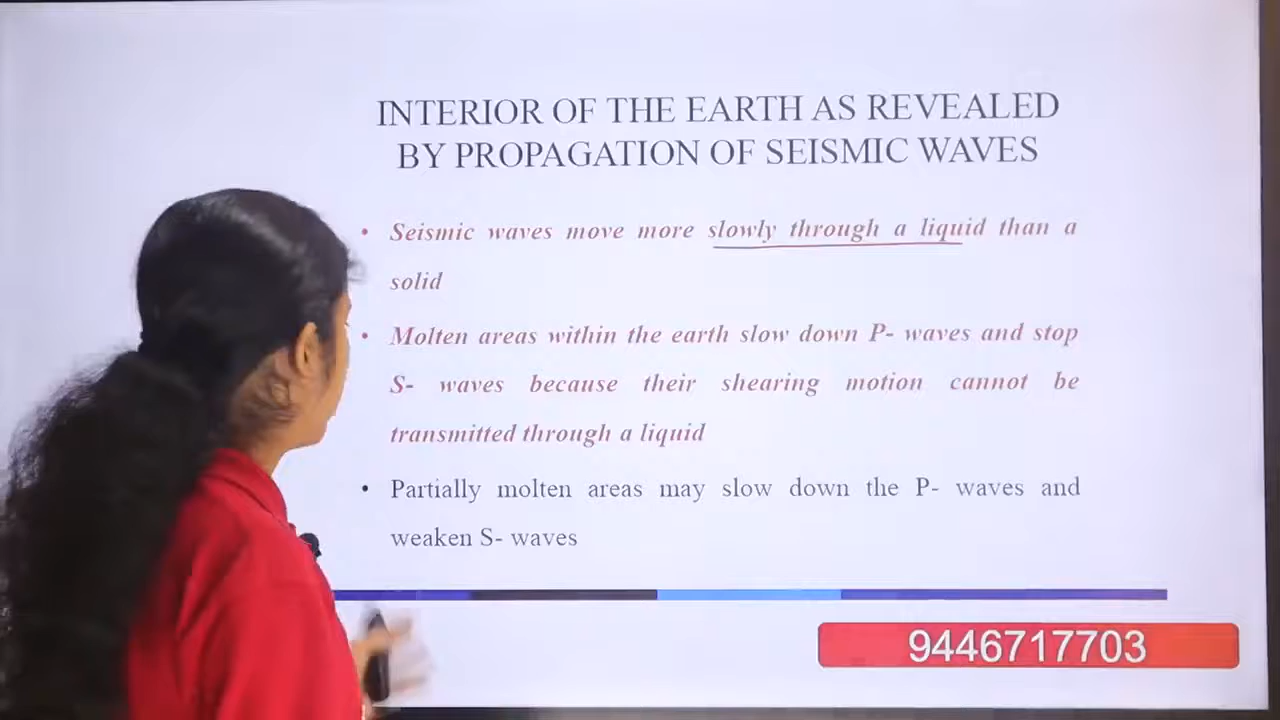 INTERIOR OF THE EARTH AS REVEALED
BY PROPAGATION OF SEISMIC WAVES
• Seismic waves move more slowly through a liquid than a
solid
• Molten areas within the earth slow down P- waves and stop
S- waves because their shearing motion cannot be
transmitted through a liquid
• Partially molten areas may slow down the P- waves and
weaken S- waves
9446717703